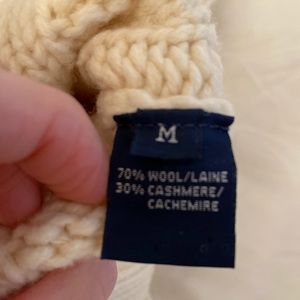 M
70% WOOL/LAINE
30% CASHMERE/
CACHEMIRE